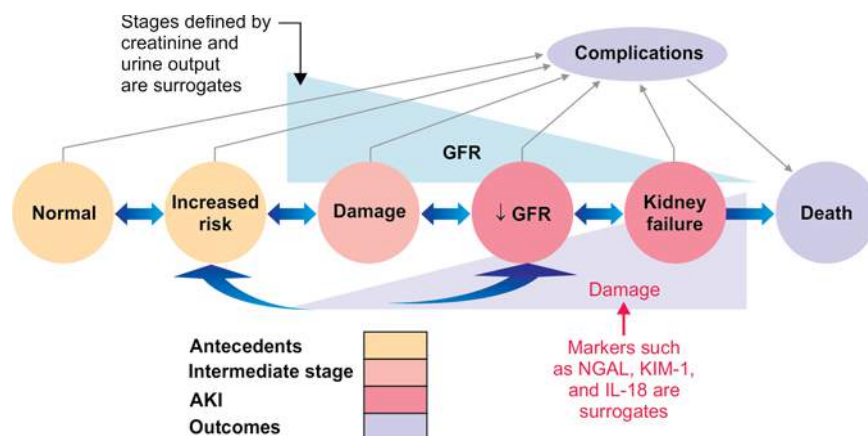 Stages defined by
creatinine and
urine output
are surrogates
Complications
GFR
Normal
Increased
risk
Damage
↓ GFR
Kidney
failure
Death
Damage
Markers such
as NGAL, KIM-1,
and IL-18 are
surrogates
Antecedents
Intermediate stage
AKI
Outcomes